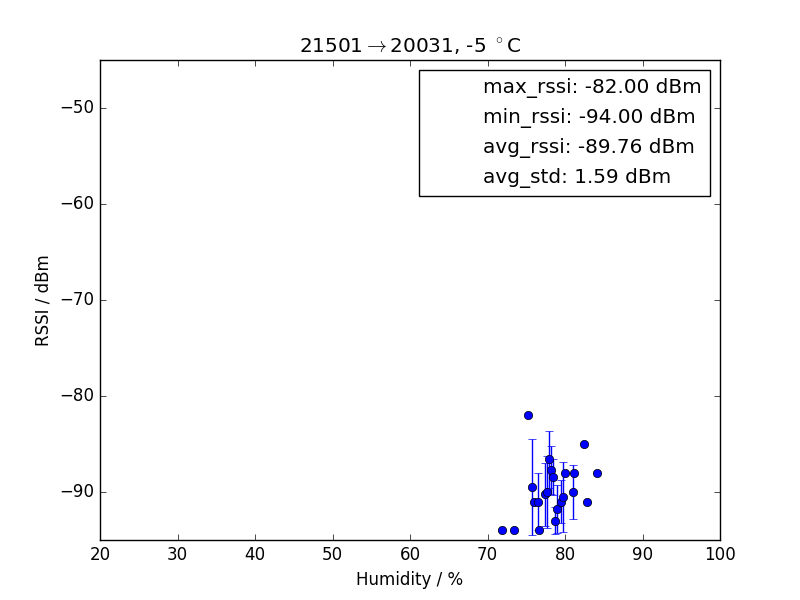 21501→20031, -5 °C
max_rssi: -82.00 dBm
min_rssi: -94.00 dBm
avg_rssi: -89.76 dBm
avg_std: 1.59 dBm
RSSI / dBm
−50
−60
−70
−80
−90
20 30 40 50 60 70 80 90 100
Humidity / %